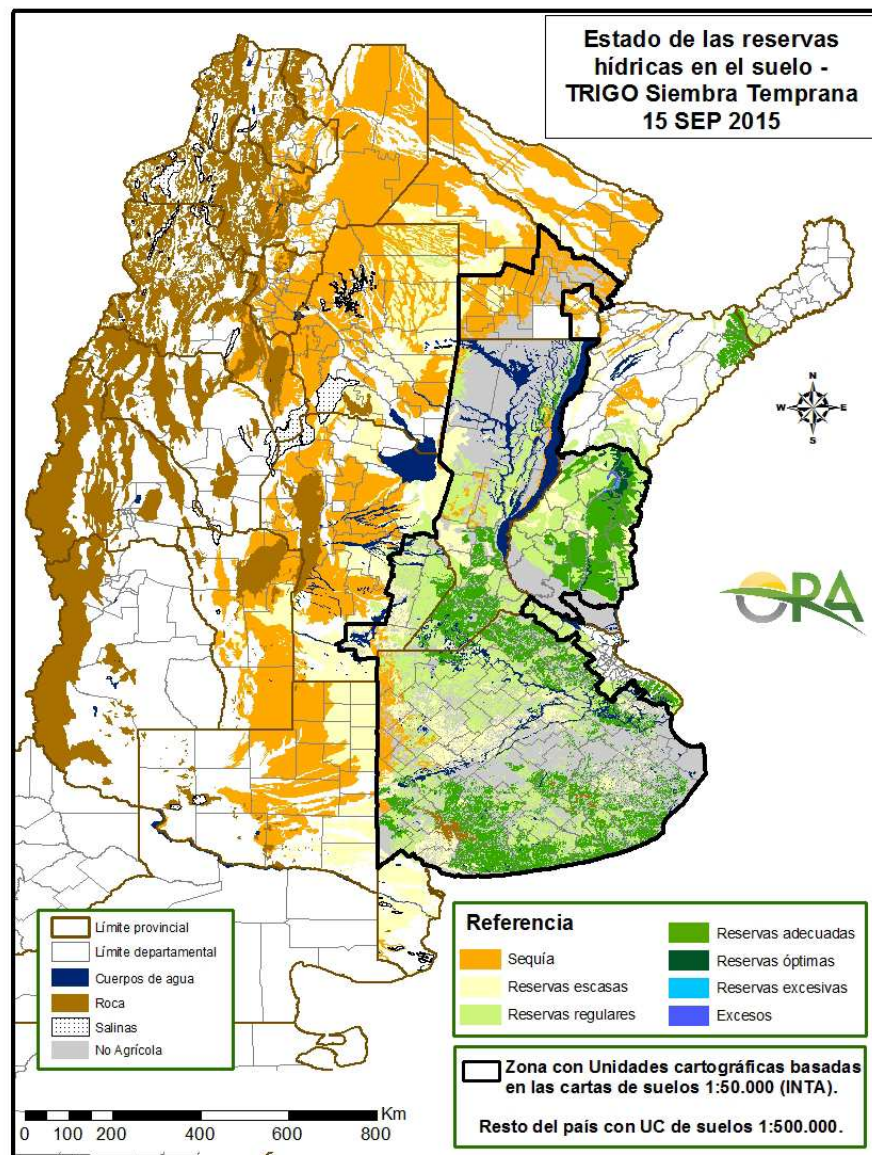 Estado de las reservas
hídricas en el suelo -
TRIGO Siembra Temprana
15 SEP 2015
N
W E
S
ORA
Límite provincial
Límite departamental
Cuerpos de agua
Roca
Salinas
No Agrícola
Referencia
Sequía
Reservas escasas
Reservas regulares
Reservas adecuadas
Reservas óptimas
Reservas excesivas
Excesos
Zona con Unidades cartográficas basadas
en las cartas de suelos 1:50.000 (INTA).
Resto del país con UC de suelos 1:500.000.
Km
0 100 200 400 600 800